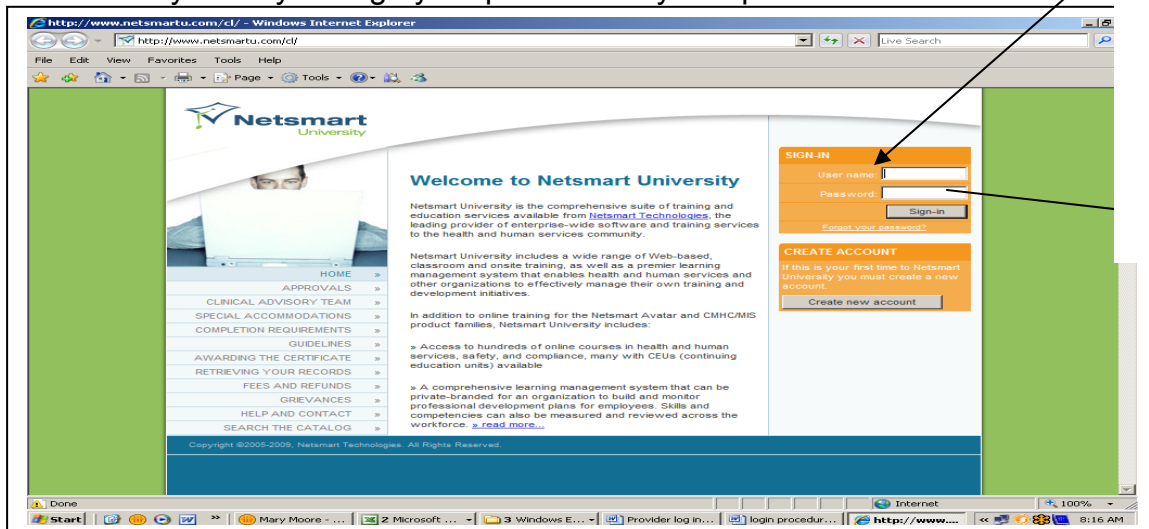 http://www.netsmartu.com/cl/ - Windows Internet Explorer
http://www.netsmartu.com/cl/
Live Search
File Edit View Favorites Tools Help
Page Tools
Netsmart
University
HOME »
APPROVALS »
CLINICAL ADVISORY TEAM »
SPECIAL ACCOMMODATIONS »
COMPLETION REQUIREMENTS »
GUIDELINES »
AWARDING THE CERTIFICATE »
RETRIEVING YOUR RECORDS »
FEES AND REFUNDS »
GRIEVANCES »
HELP AND CONTACT »
SEARCH THE CATALOG »
Welcome to Netsmart University
Netsmart University is the comprehensive suite of training and
education services available from Netsmart Technologies, the
leading provider of enterprise-wide software and training services
to the health and human services community.
Netsmart University includes a wide range of Web-based,
classroom and onsite training, as well as a premier learning
management system that enables health and human services and
other organizations to effectively manage their own training and
development initiatives.
In addition to online training for the Netsmart Avatar and CMHC/MIS
product families, Netsmart University includes:
» Access to hundreds of online courses in health and human
services, safety, and compliance, many with CEUs (continuing
education units) available
» A comprehensive learning management system that can be
private-branded for an organization to build and monitor
professional development plans for employees. Skills and
competencies can also be measured and reviewed across the
workforce. » read more...
SIGN-IN
User name:
Password:
Sign-in
Forgot your password?
CREATE ACCOUNT
If this is your first time to Netsmart
University you must create a new
account.
Create new account
Copyright ©2005-2009, Netsmart Technologies. All Rights Reserved.
Done Internet 100%
Start » Mary Moore - ... 2 Microsoft ... 3 Windows E... Provider log in... login procedur... http://www.... « 8:16 AM